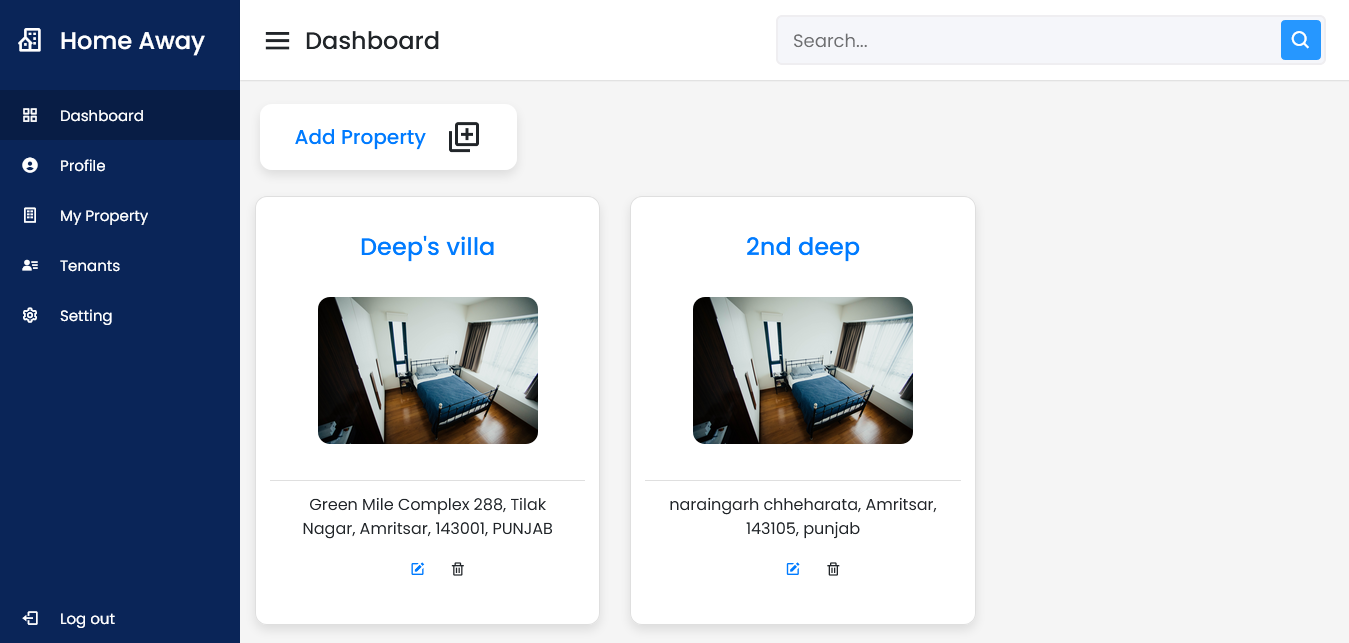 Home Away
Dashboard
Search...
Dashboard
Profile
My Property
Tenants
Setting
Log out
Add Property
Deep's villa
Green Mile Complex 288, Tilak
Nagar, Amritsar, 143001, PUNJAB
2nd deep
naraingarh chheharata, Amritsar,
143105, punjab